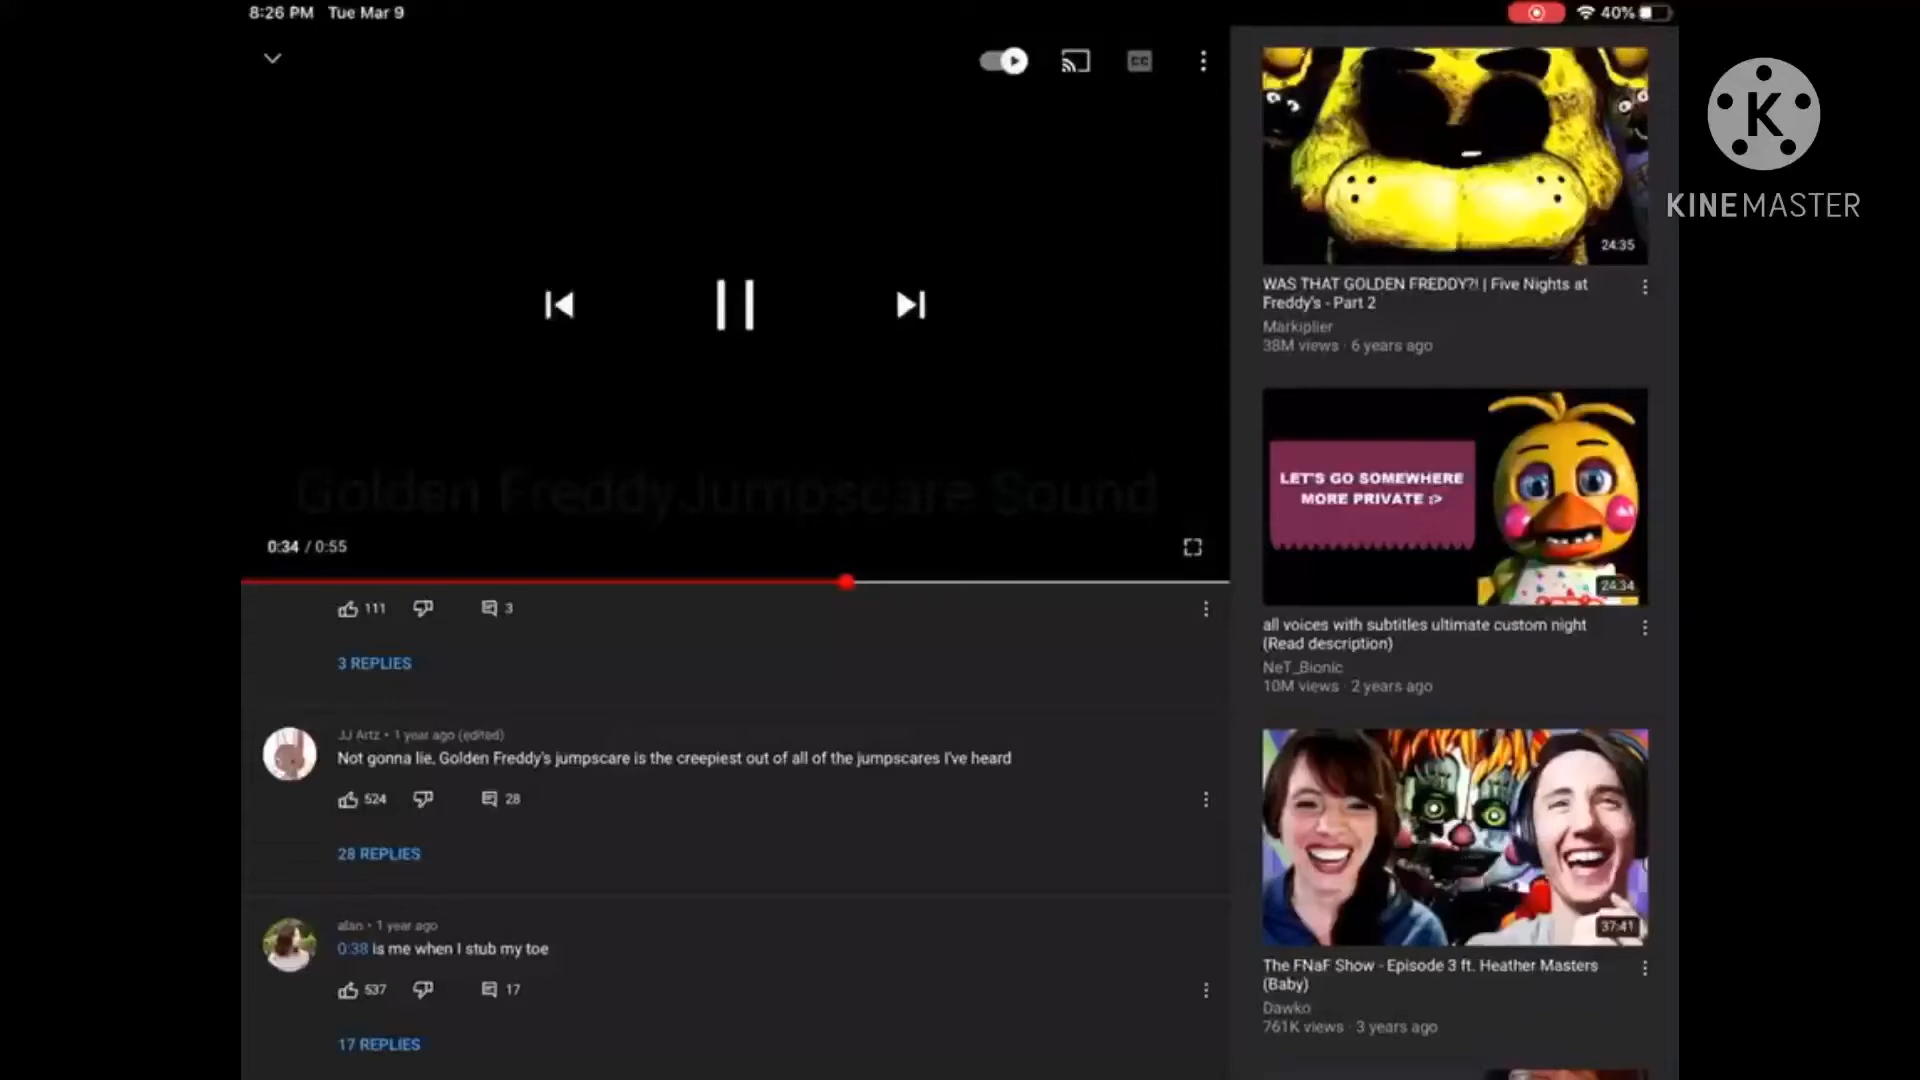 8:26 PM Tue Mar 9
40%
CC
Golden FreddyJumpscare Sound
0:34 / 0:55
111
3
3 REPLIES
JJ Artz • 1 year ago (edited)
Not gonna lie, Golden Freddy's jumpscare is the creepiest out of all of the jumpscares I've heard
524
28
28 REPLIES
alan • 1 year ago
0:38 is me when I stub my toe
537
17
17 REPLIES
24:35
WAS THAT GOLDEN FREDDY?! | Five Nights at
Freddy's - Part 2
Markiplier
38M views · 6 years ago
LET'S GO SOMEWHERE
MORE PRIVATE :>
24:34
all voices with subtitles ultimate custom night
(Read description)
NeT_Bionic
10M views · 2 years ago
37:41
The FNaF Show - Episode 3 ft. Heather Masters
(Baby)
Dawko
761K views · 3 years ago
K
KINEMASTER